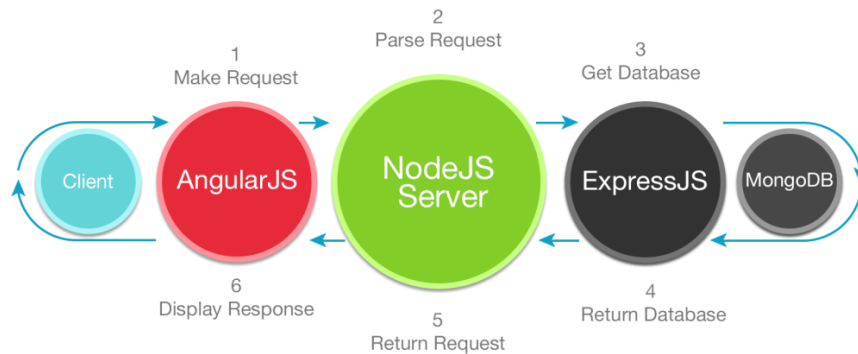 1
Make Request
2
Parse Request
3
Get Database
Client
AngularJS
NodeJS
Server
ExpressJS
MongoDB
6
Display Response
5
Return Request
4
Return Database